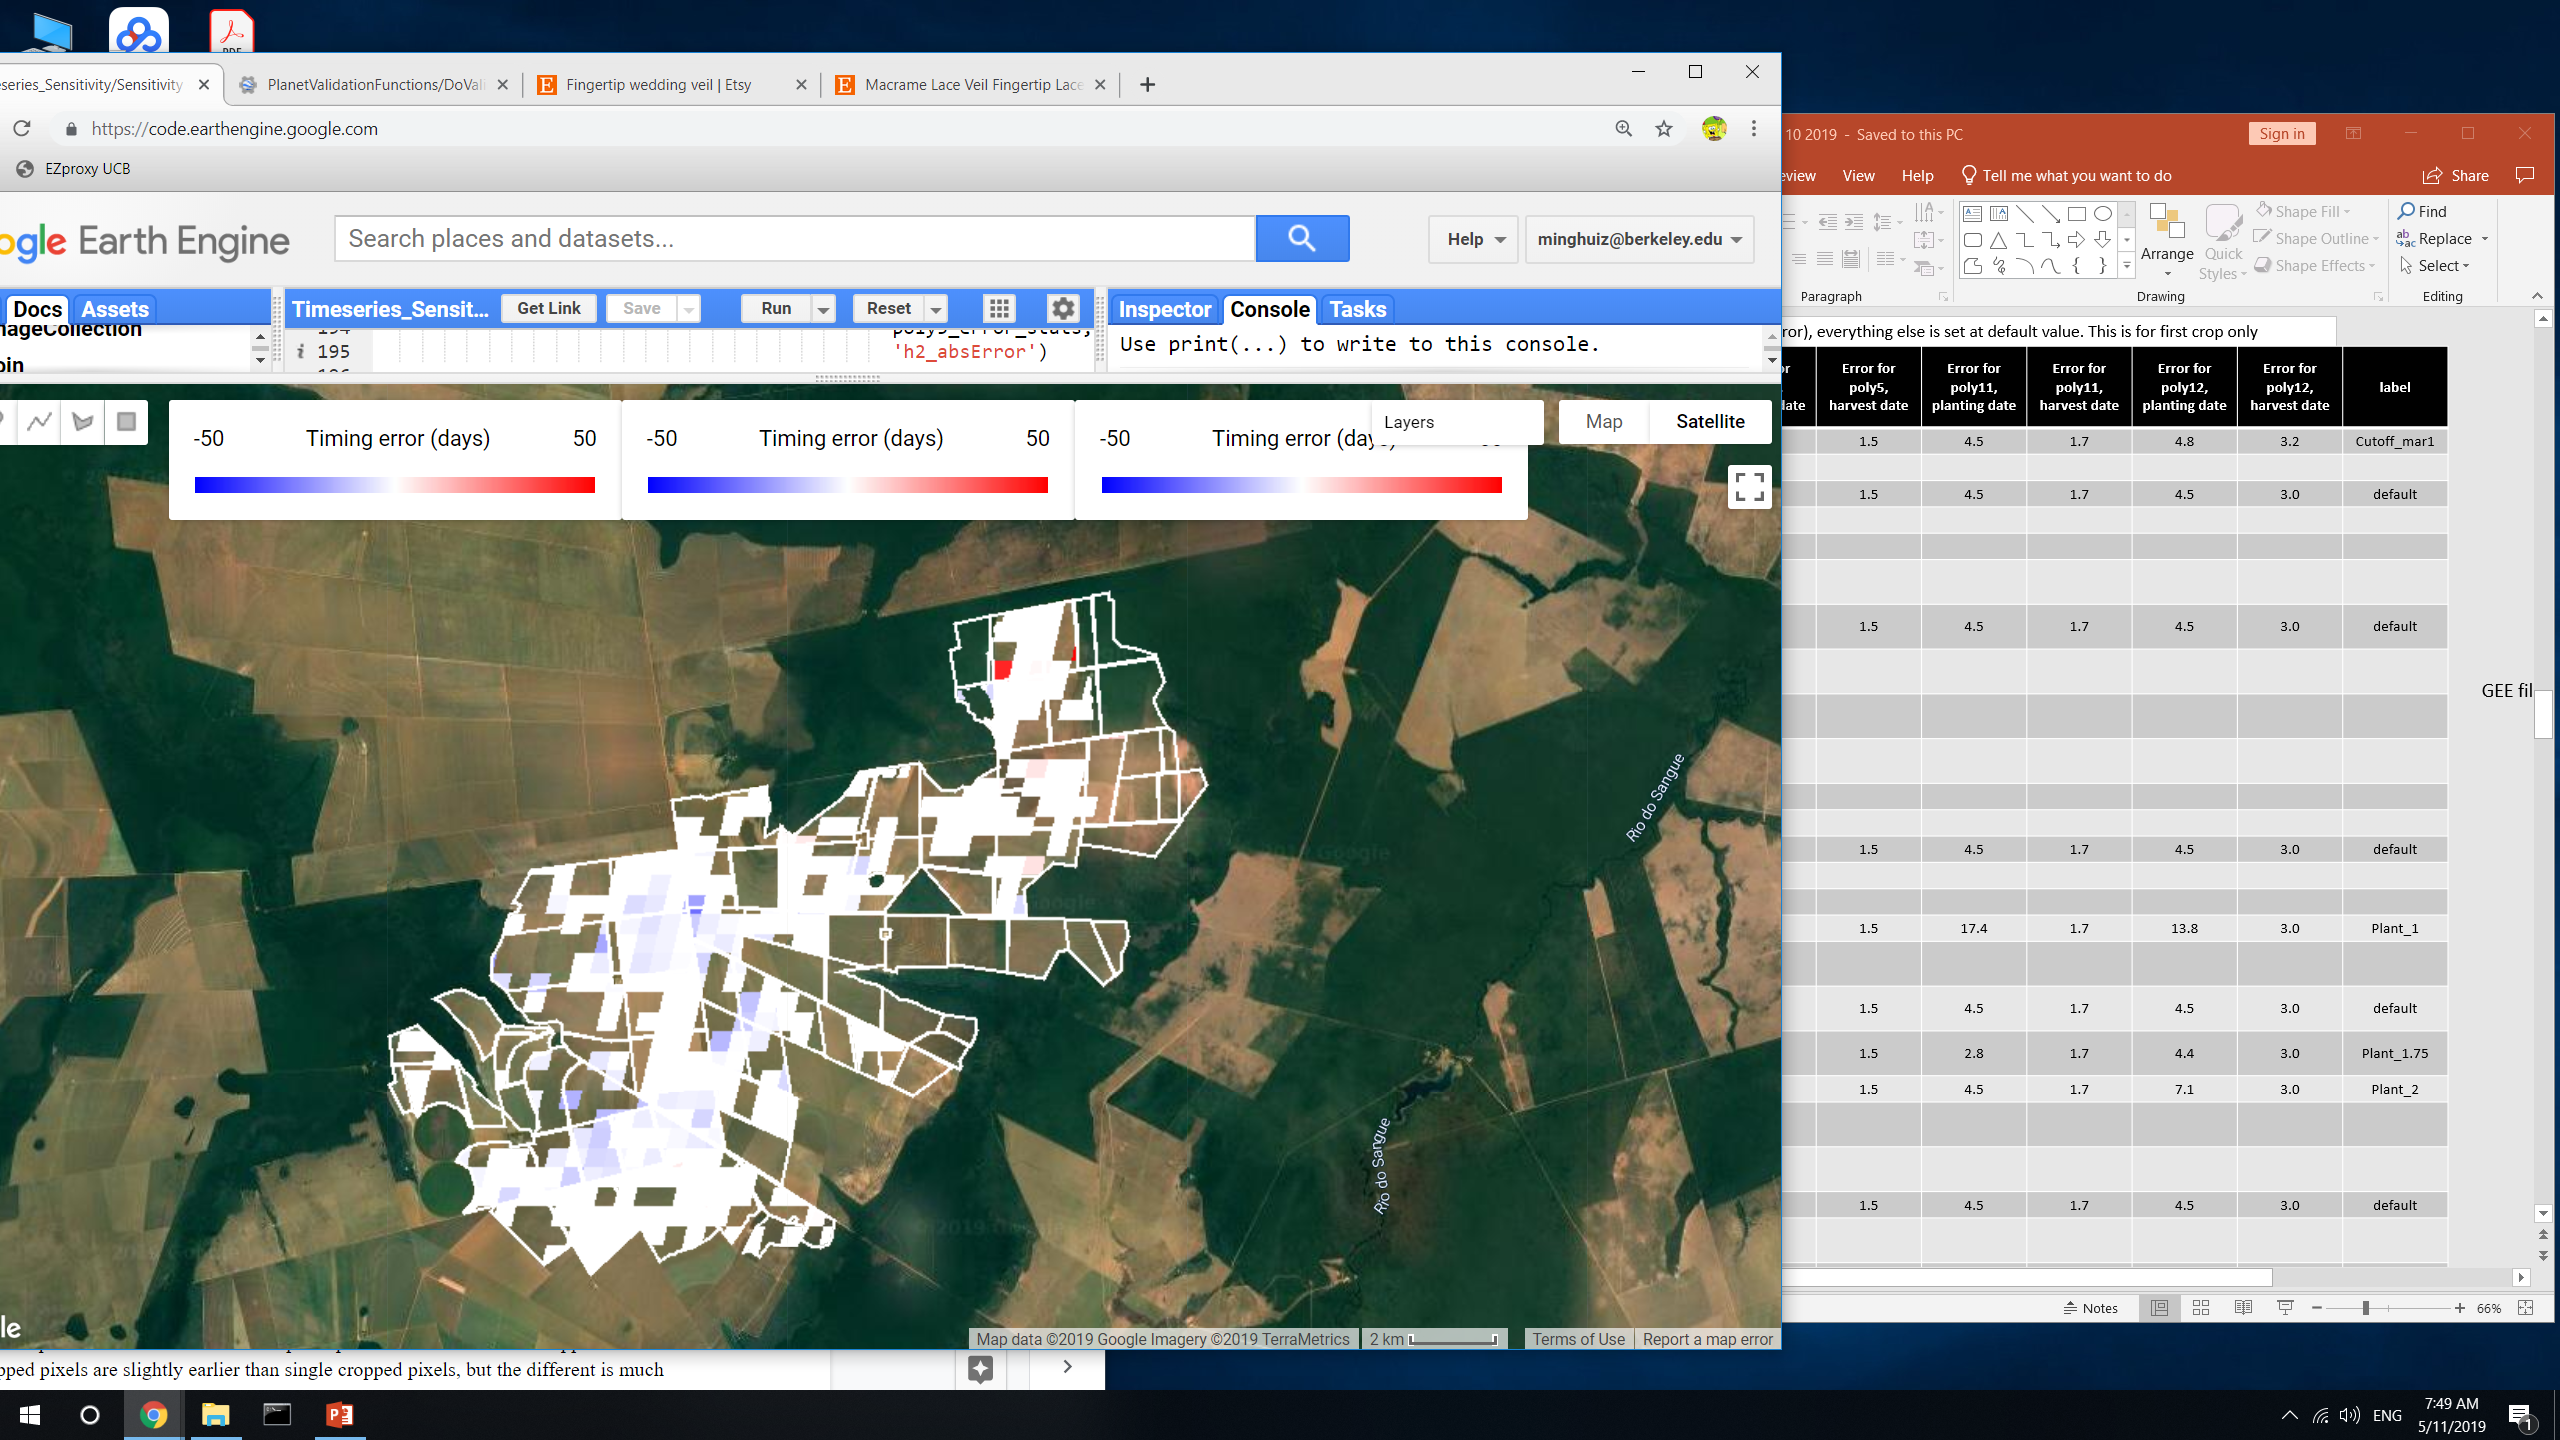 PDF
eseries_Sensitivity/Sensitivity
PlanetValidationFunctions/DoVali
Fingertip wedding veil | Etsy
Macrame Lace Veil Fingertip Lace
https://code.earthengine.google.com
EZproxy UCB
ogle Earth Engine
Search places and datasets...
Help
minghuiz@berkeley.edu
Docs
Assets
Timeseries_Sensit...
Get Link
Save
Run
Reset
Inspector
Console
Tasks
nageCollection
oin
194
poly5_error_stats,
195
'h2_absError')
Use print(...) to write to this console.
-50 Timing error (days) 50
-50 Timing error (days) 50
-50 Timing error (days)
Layers
Map
Satellite
Rio do Sangue
Rio do Sangue
le
Map data ©2019 Google Imagery ©2019 TerraMetrics
2 km
Terms of Use
Report a map error
pped pixels are slightly earlier than single cropped pixels, but the different is much
10 2019 - Saved to this PC
Sign in
eview
View
Help
Tell me what you want to do
Share
Arrange
Quick Styles
Shape Fill
Shape Outline
Shape Effects
Find
Replace
Select
Paragraph
Drawing
Editing
ror), everything else is set at default value. This is for first crop only
Error for poly5, harvest date
Error for poly11, planting date
Error for poly11, harvest date
Error for poly12, planting date
Error for poly12, harvest date
label
1.5 4.5 1.7 4.8 3.2 Cutoff_mar1
1.5 4.5 1.7 4.5 3.0 default
1.5 4.5 1.7 4.5 3.0 default
GEE fil
1.5 4.5 1.7 4.5 3.0 default
1.5 17.4 1.7 13.8 3.0 Plant_1
1.5 4.5 1.7 4.5 3.0 default
1.5 2.8 1.7 4.4 3.0 Plant_1.75
1.5 4.5 1.7 7.1 3.0 Plant_2
1.5 4.5 1.7 4.5 3.0 default
Notes
66%
ENG
7:49 AM
5/11/2019
1